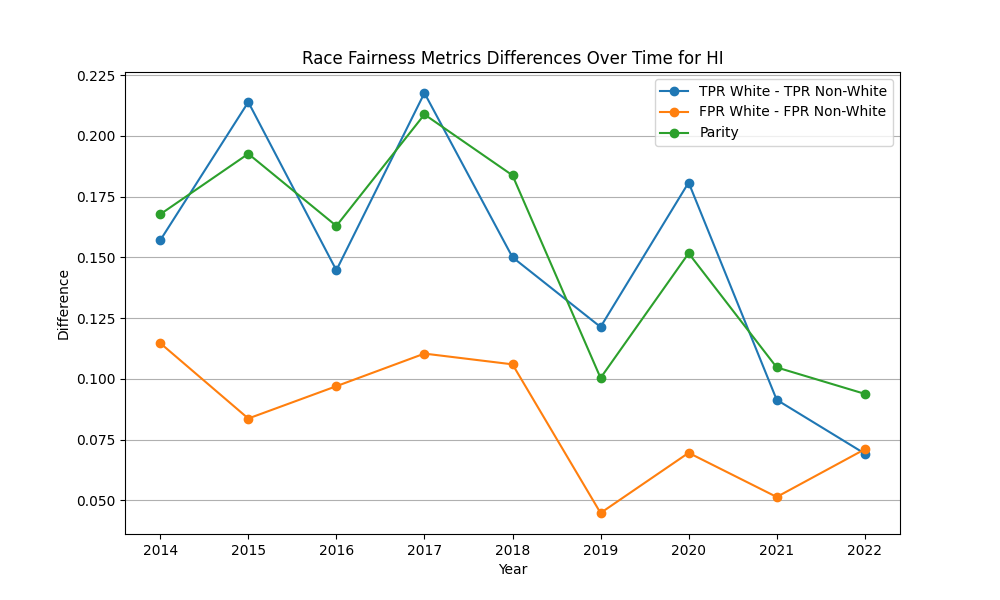 Race Fairness Metrics Differences Over Time for HI
TPR White - TPR Non-White
FPR White - FPR Non-White
Parity
0.225
0.200
0.175
0.150
0.125
0.100
0.075
0.050
Difference
2014 2015 2016 2017 2018 2019 2020 2021 2022
Year